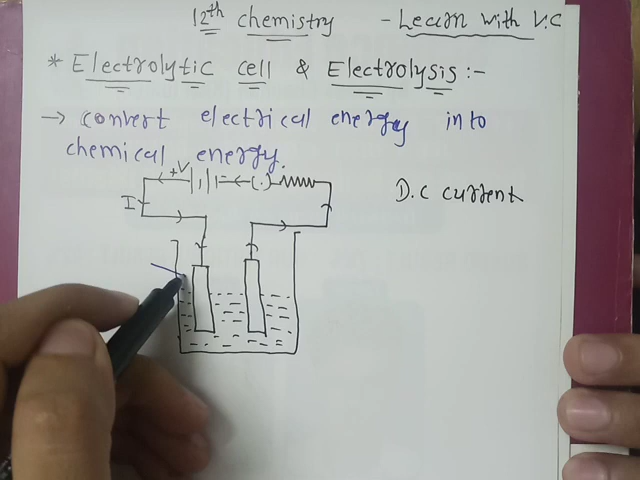 12th chemistry - Learn with V.C
* Electrolytic cell & Electrolysis :-
→ convert electrical energy into
chemical energy.
+V
I
D.C current